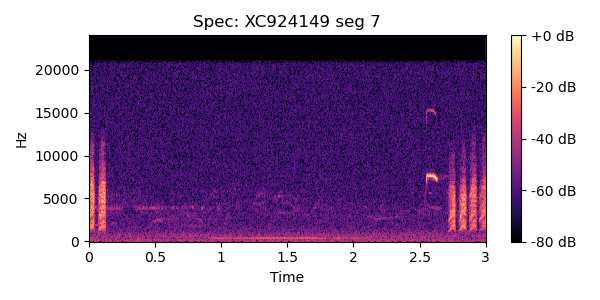 Spec: XC924149 seg 7
+0 dB
20000
-20 dB
15000
Hz
-40 dB
10000
-60 dB
5000
0
-80 dB
0 0.5 1 1.5 2 2.5 3
Time